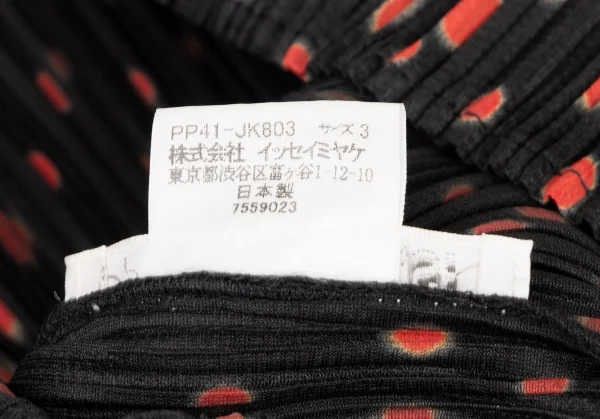 PP41-JK803 サイズ 3
株式会社 イッセイミヤケ
東京都渋谷区富ヶ谷1-12-10
日本製
7559023